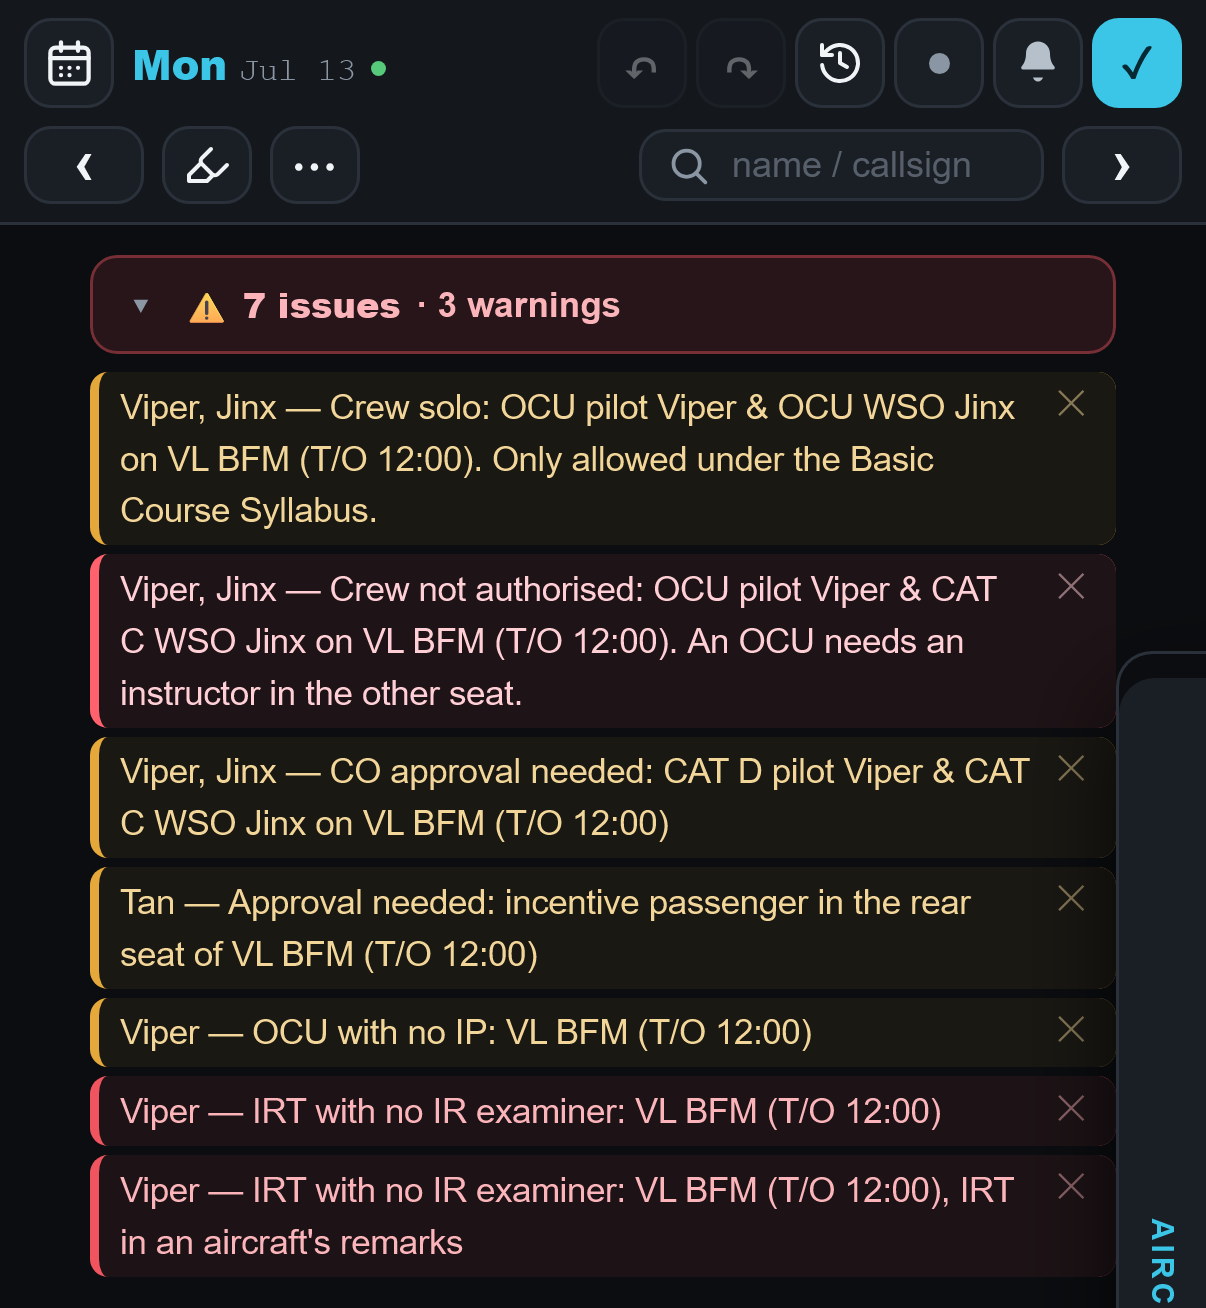 Mon Jul 13
name / callsign
7 issues · 3 warnings
Viper, Jinx — Crew solo: OCU pilot Viper & OCU WSO Jinx
on VL BFM (T/O 12:00). Only allowed under the Basic
Course Syllabus.
Viper, Jinx — Crew not authorised: OCU pilot Viper & CAT
C WSO Jinx on VL BFM (T/O 12:00). An OCU needs an
instructor in the other seat.
Viper, Jinx — CO approval needed: CAT D pilot Viper & CAT
C WSO Jinx on VL BFM (T/O 12:00)
Tan — Approval needed: incentive passenger in the rear
seat of VL BFM (T/O 12:00)
Viper — OCU with no IP: VL BFM (T/O 12:00)
Viper — IRT with no IR examiner: VL BFM (T/O 12:00)
Viper — IRT with no IR examiner: VL BFM (T/O 12:00), IRT
in an aircraft's remarks
AIRC